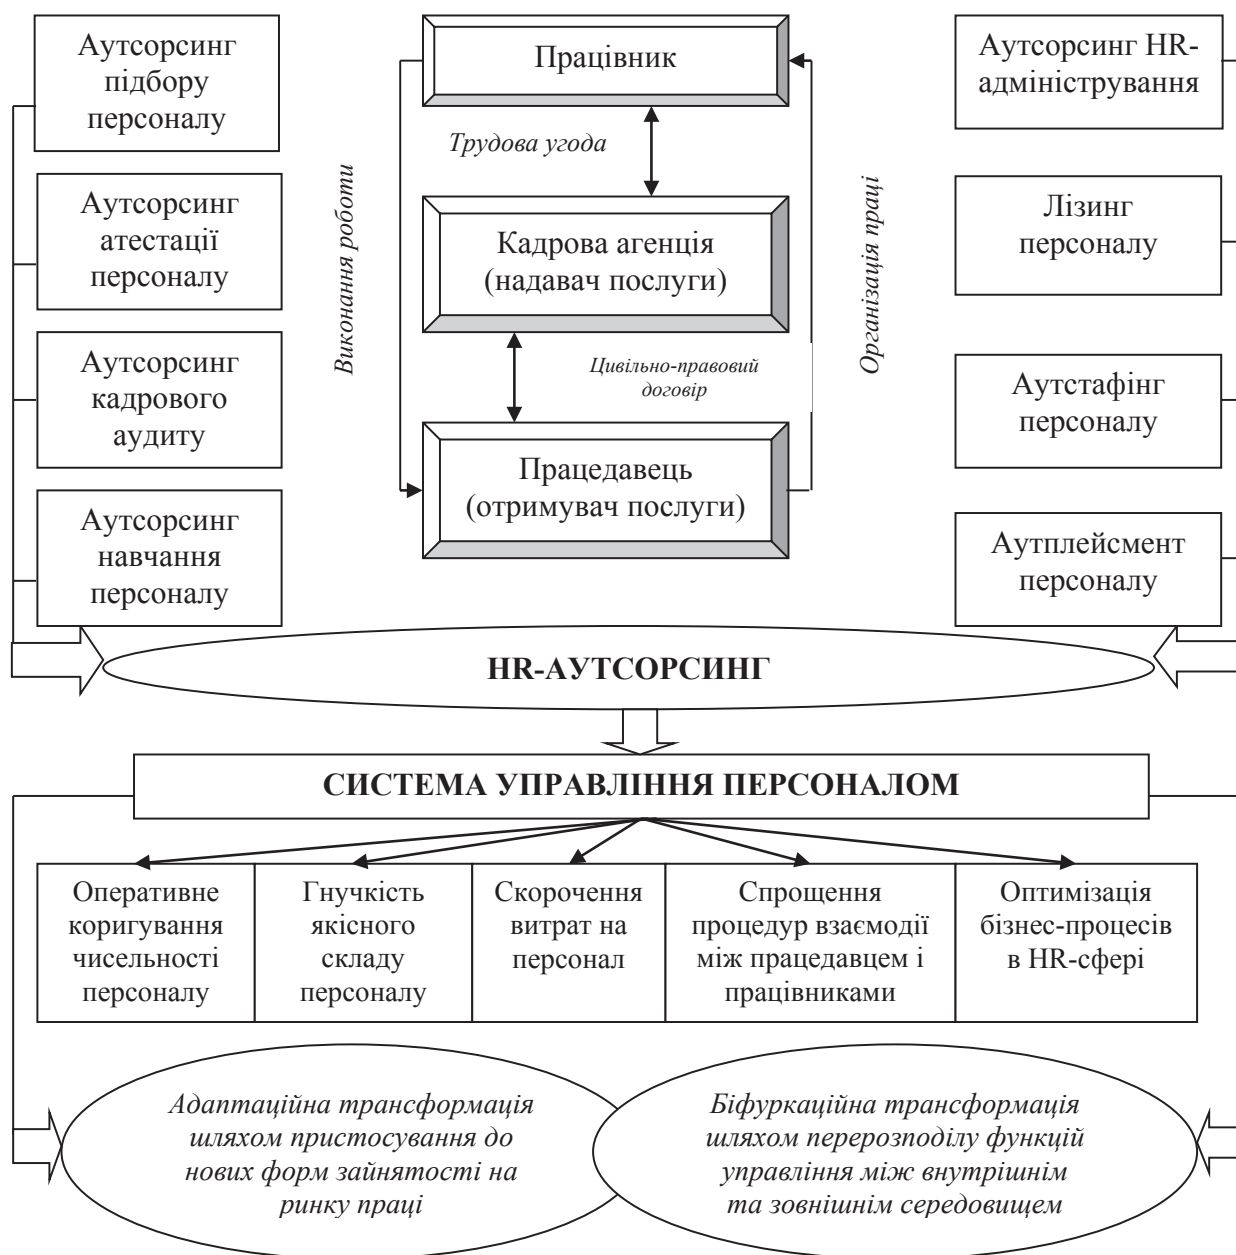 Аутсорсинг
підбору
персоналу
Аутсорсинг
атестації
персоналу
Аутсорсинг
кадрового
аудиту
Аутсорсинг
навчання
персоналу
Виконання роботи
Працівник
Трудова угода
Кадрова агенція
(надавач послуги)
Цивільно-правовий
договір
Працедавець
(отримувач послуги)
Організація праці
Аутсорсинг HR-
адміністрування
Лізинг
персоналу
Аутстафінг
персоналу
Аутплейсмент
персоналу
HR-АУТСОРСИНГ
СИСТЕМА УПРАВЛІННЯ ПЕРСОНАЛОМ
Оперативне
коригування
чисельності
персоналу
Гнучкість
якісного
складу
персоналу
Скорочення
витрат на
персонал
Спрощення
процедур взаємодії
між працедавцем і
працівниками
Оптимізація
бізнес-процесів
в HR-сфері
Адаптаційна трансформація
шляхом пристосування до
нових форм зайнятості на
ринку праці
Біфуркаційна трансформація
шляхом перерозподілу функцій
управління між внутрішнім
та зовнішнім середовищем